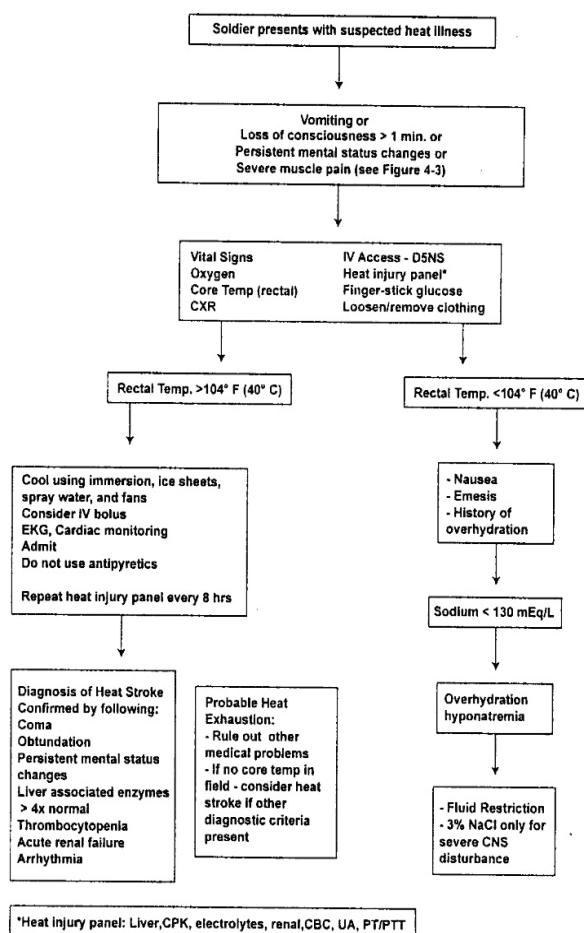 Soldier presents with suspected heat illness
Vomiting or
Loss of consciousness > 1 min. or
Persistent mental status changes or
Severe muscle pain (see Figure 4-3)
Vital Signs
Oxygen
Core Temp (rectal)
CXR
IV Access - D5NS
Heat injury panel*
Finger-stick glucose
Loosen/remove clothing
Rectal Temp. >104° F (40° C)
Rectal Temp. <104° F (40° C)
Cool using immersion, ice sheets,
spray water, and fans
Consider IV bolus
EKG, Cardiac monitoring
Admit
Do not use antipyretics
Repeat heat injury panel every 8 hrs
- Nausea
- Emesis
- History of
overhydration
Sodium < 130 mEq/L
Diagnosis of Heat Stroke
Confirmed by following:
Coma
Obtundation
Persistent mental status
changes
Liver associated enzymes
> 4x normal
Thrombocytopenia
Acute renal failure
Arrhythmia
Probable Heat
Exhaustion:
- Rule out other
medical problems
- If no core temp in
field - consider heat
stroke if other
diagnostic criteria
present
Overhydration
hyponatremia
- Fluid Restriction
- 3% NaCl only for
severe CNS
disturbance
*Heat injury panel: Liver,CPK, electrolytes, renal,CBC, UA, PT/PTT